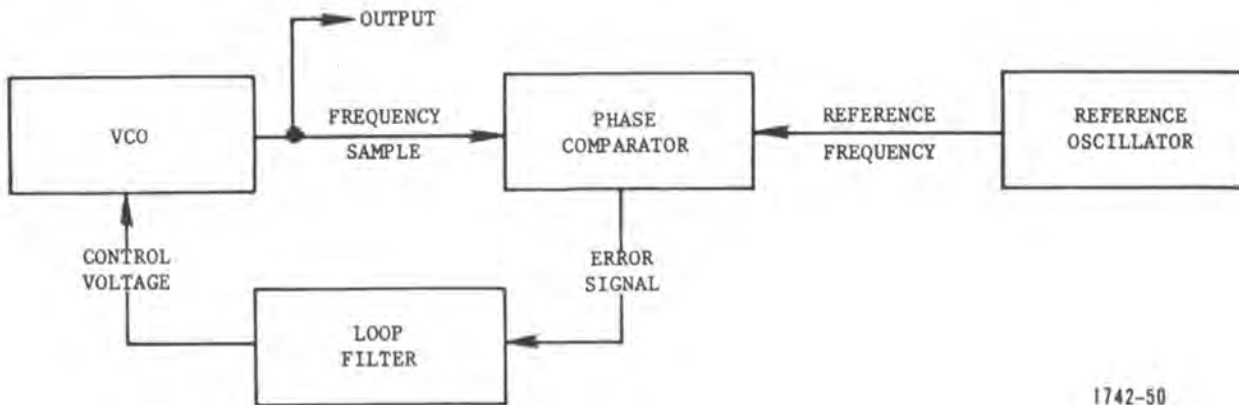 OUTPUT
VCO
FREQUENCY
SAMPLE
PHASE
COMPARATOR
REFERENCE
FREQUENCY
REFERENCE
OSCILLATOR
CONTROL
VOLTAGE
ERROR
SIGNAL
LOOP
FILTER
1742-50